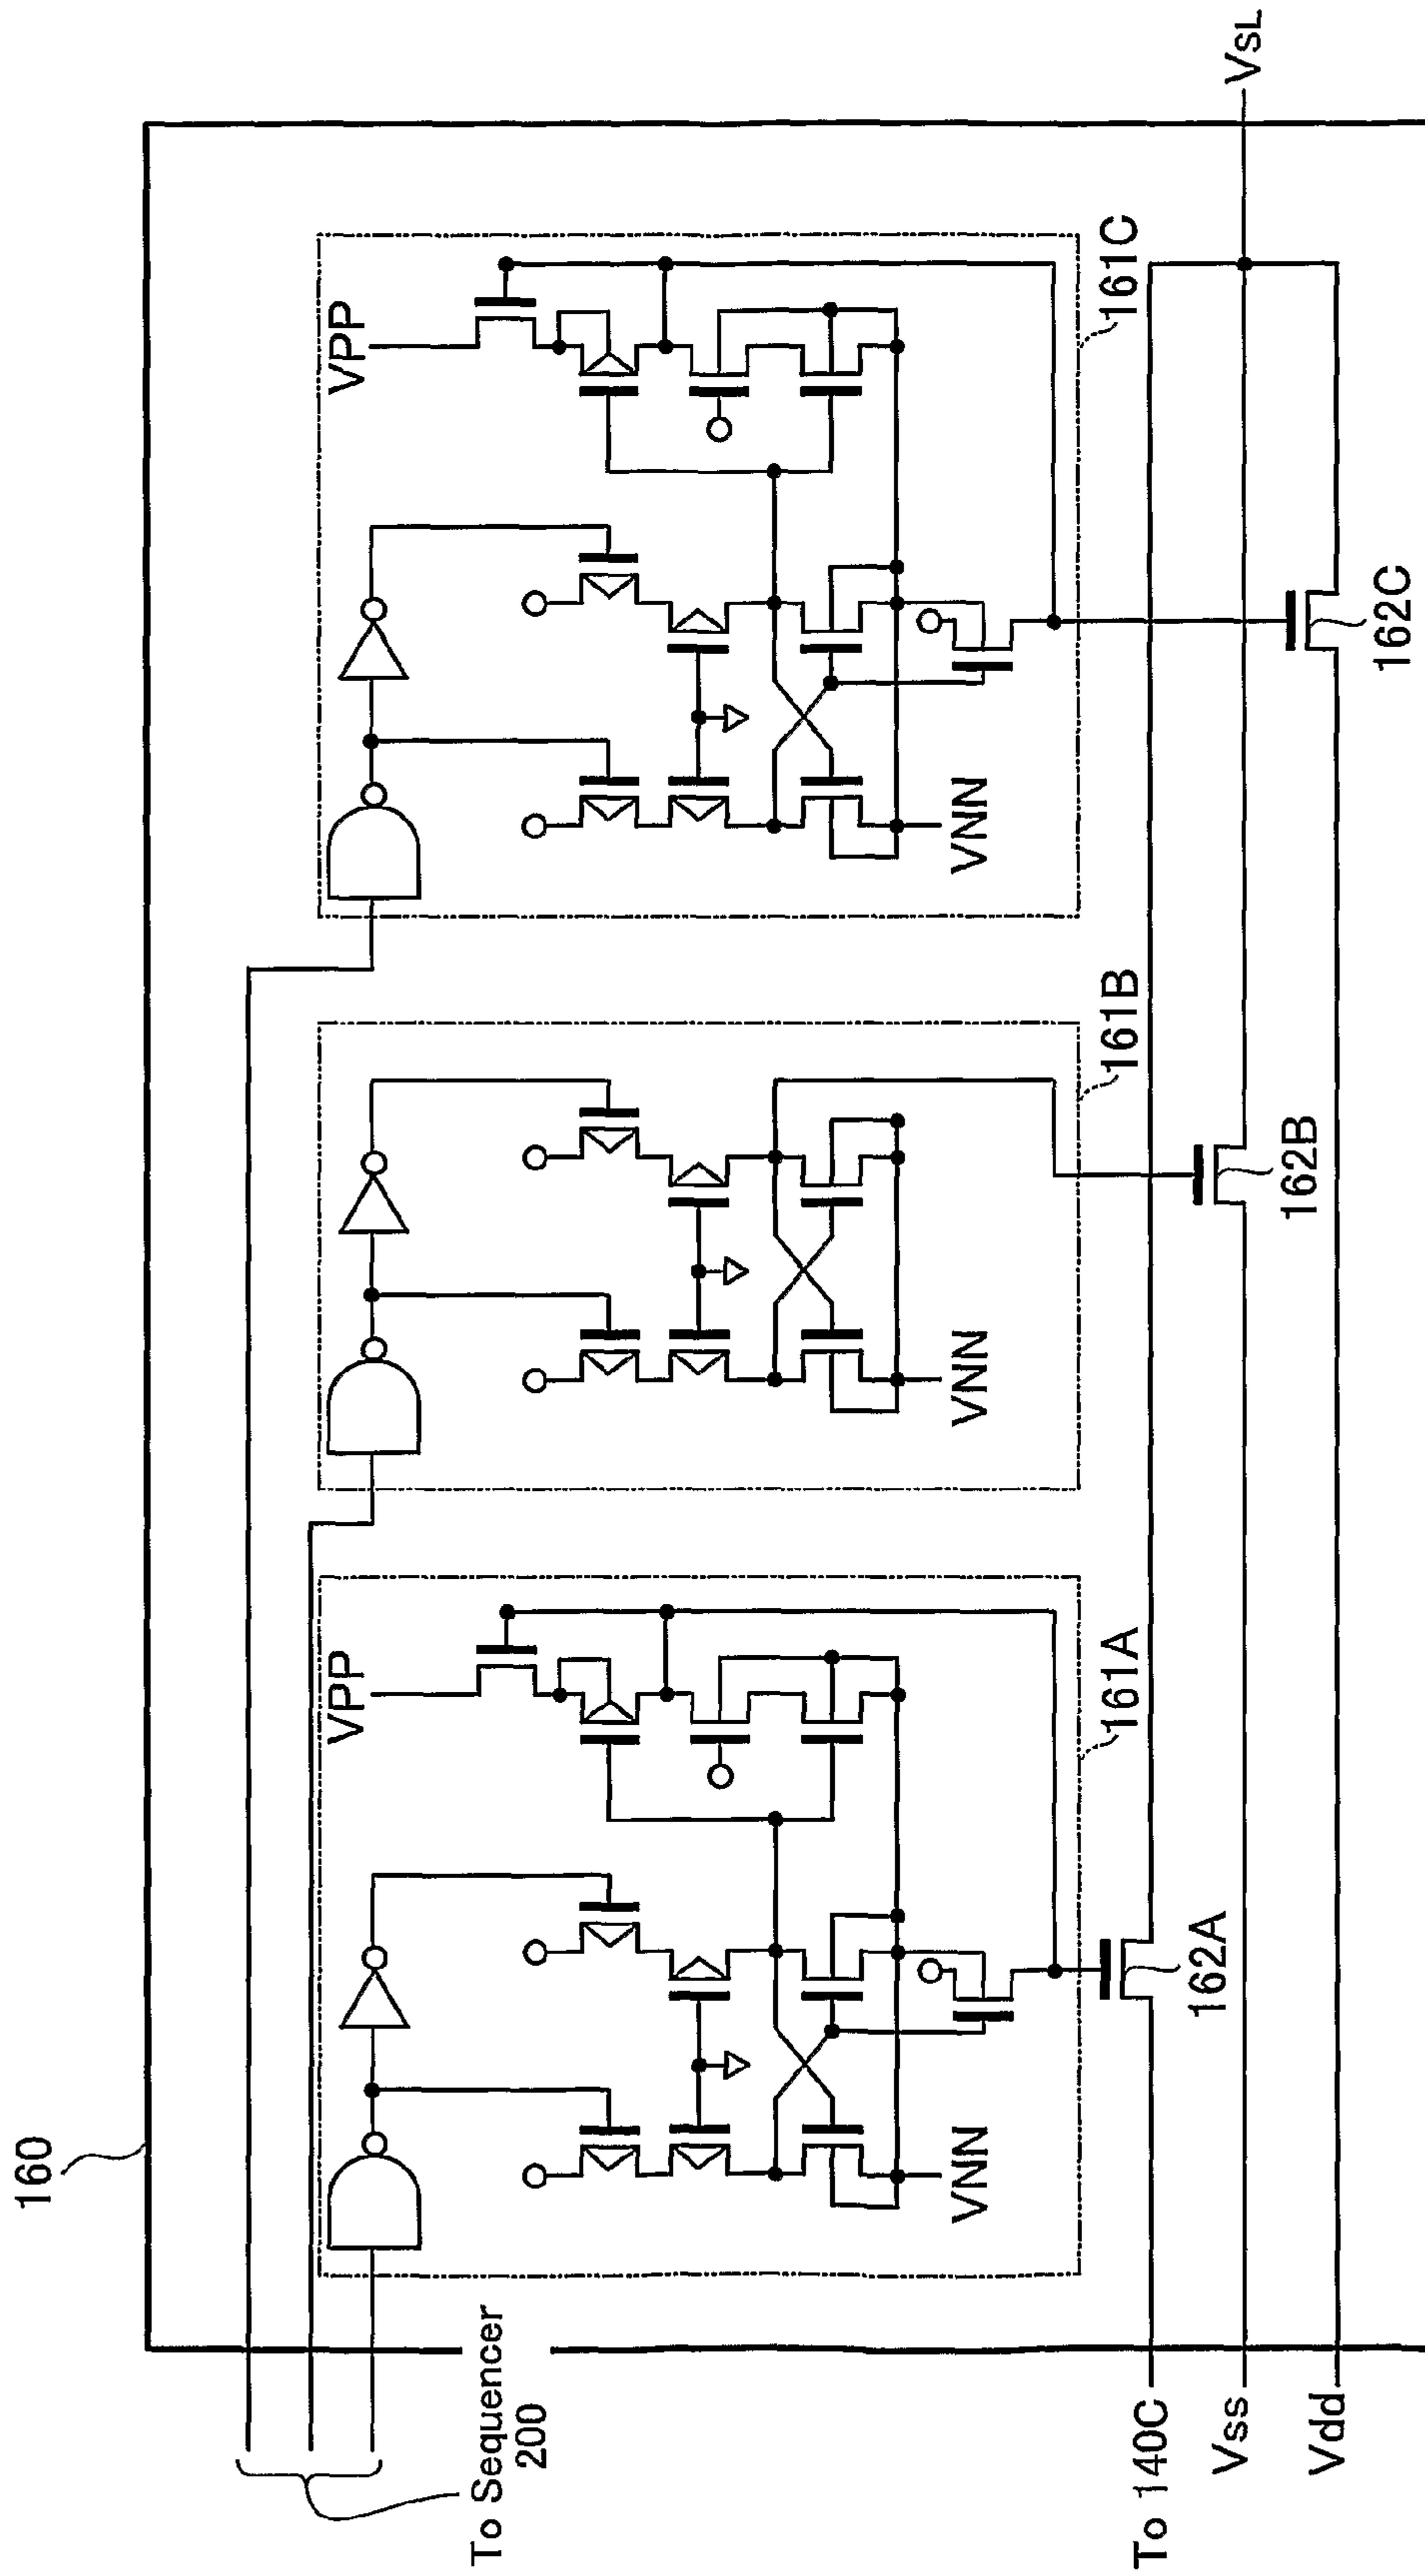 160
To Sequencer
200
VPP
VNN
161A
162A
VNN
161B
162B
VPP
VNN
161C
162C
To 140C
Vss
Vdd
VSL